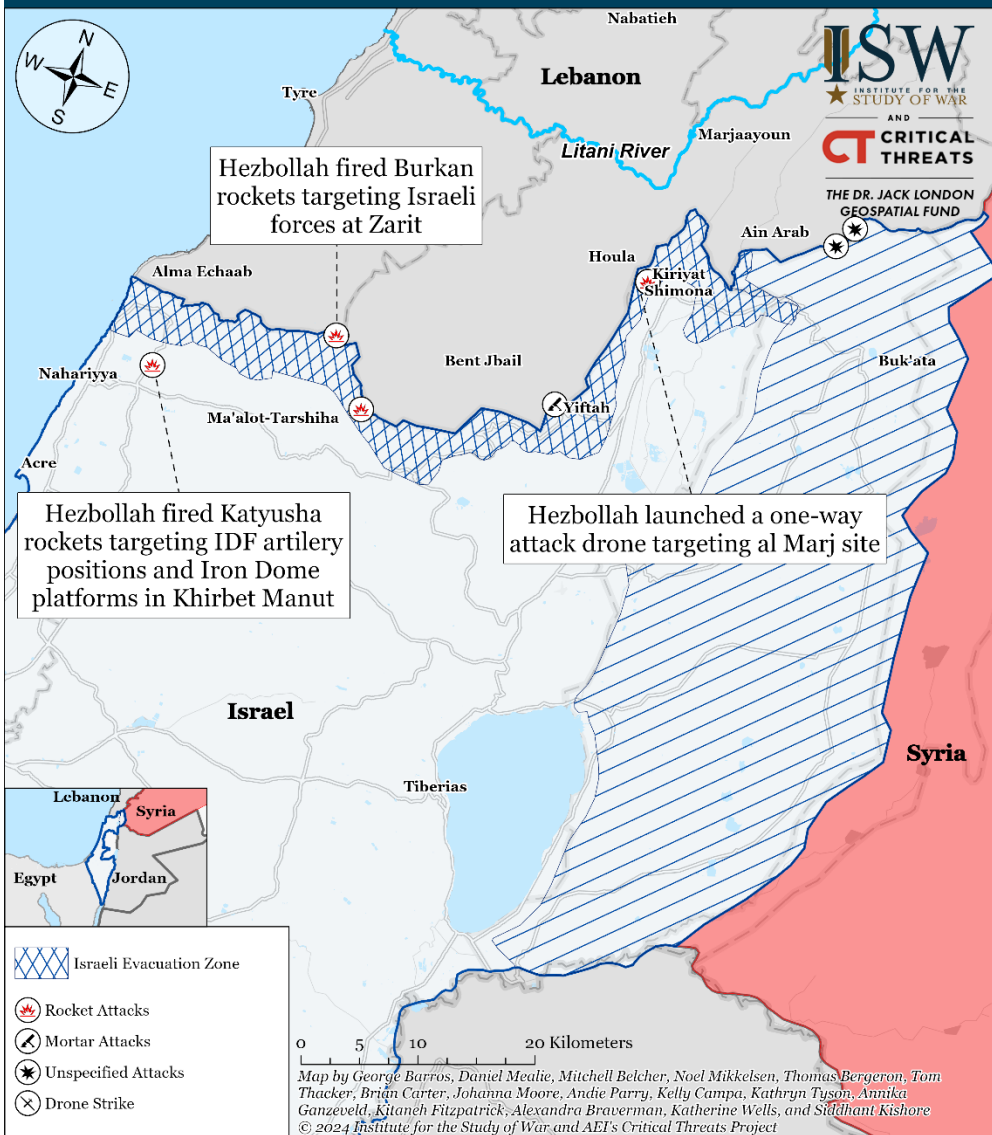 N
W
E
S
Nabatieh
Lebanon
ISW
INSTITUTE FOR THE
STUDY OF WAR
AND
CT CRITICAL
THREATS
THE DR. JACK LONDON
GEOSPATIAL FUND
Tyre
Marjaayoun
Litani River
Hezbollah fired Burkan
rockets targeting Israeli
forces at Zarit
Ain Arab
Houla
Alma Echaab
Kiriyat
Shimona
Bent Jbail
Buk'ata
Nahariyya
Yiftah
Ma'alot-Tarshiha
Acre
Hezbollah fired Katyusha
rockets targeting IDF artilery
positions and Iron Dome
platforms in Khirbet Manut
Hezbollah launched a one-way
attack drone targeting al Marj site
Israel
Syria
Tiberias
Lebanon
Syria
Egypt
Jordan
Israeli Evacuation Zone
Rocket Attacks
Mortar Attacks
Unspecified Attacks
Drone Strike
0 5 10 20 Kilometers
Map by George Barros, Daniel Mealie, Mitchell Belcher, Noel Mikkelsen, Thomas Bergeron, Tom
Thacker, Brian Carter, Johanna Moore, Andie Parry, Kelly Campa, Kathryn Tyson, Annika
Ganzeveld, Kitaneh Fitzpatrick, Alexandra Braverman, Katherine Wells, and Siddhant Kishore
© 2024 Institute for the Study of War and AEI's Critical Threats Project